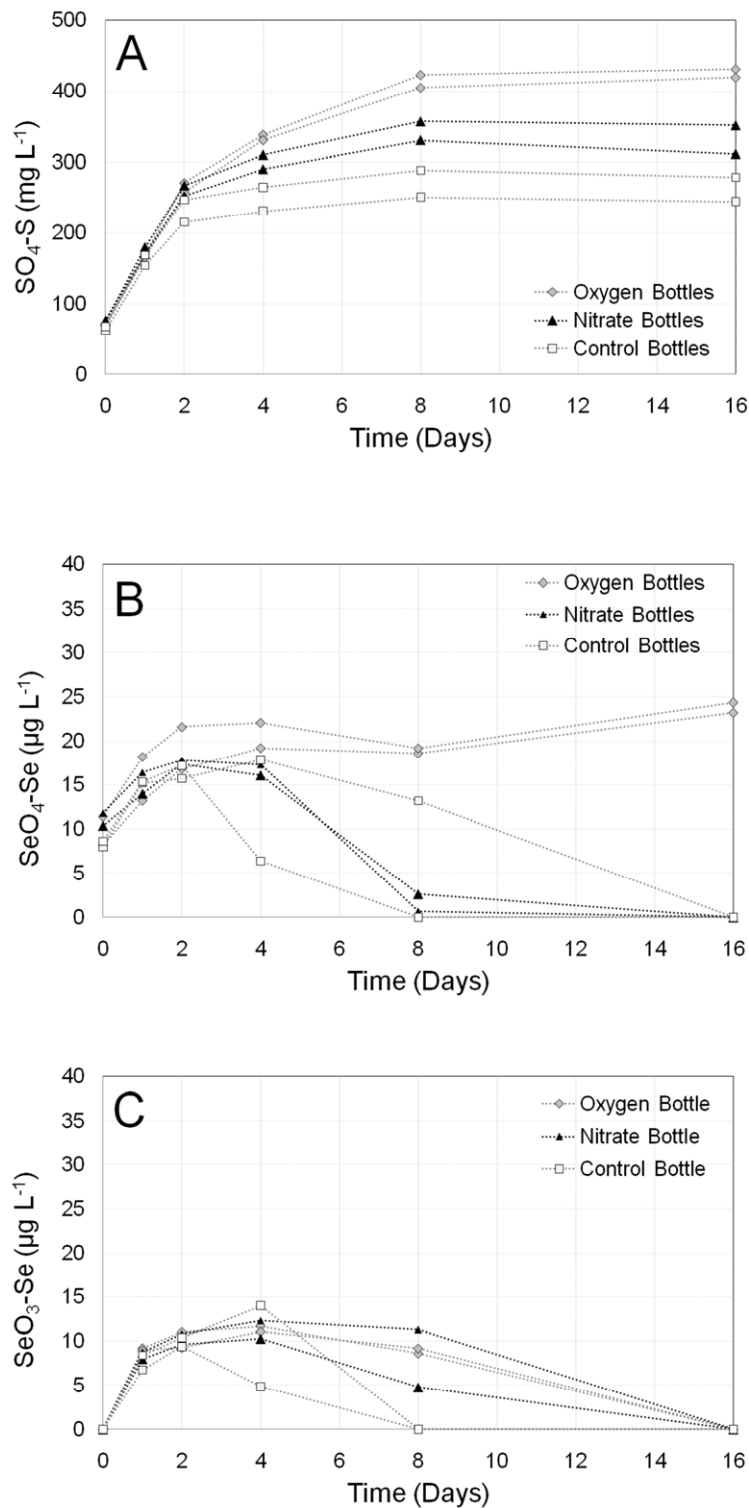 A
SO₄-S (mg L⁻¹)
500
400
300
200
100
0
Oxygen Bottles
Nitrate Bottles
Control Bottles
0 2 4 6 8 10 12 14 16
Time (Days)
B
SeO₄-Se (µg L⁻¹)
40
35
30
25
20
15
10
5
0
Oxygen Bottles
Nitrate Bottles
Control Bottles
0 2 4 6 8 10 12 14 16
Time (Days)
C
SeO₃-Se (µg L⁻¹)
40
35
30
25
20
15
10
5
0
Oxygen Bottle
Nitrate Bottle
Control Bottle
0 2 4 6 8 10 12 14 16
Time (Days)